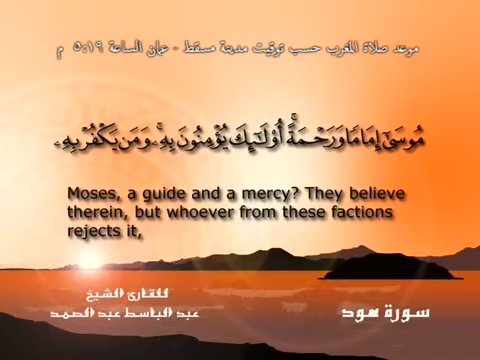 موعد صلاة المغرب حسب توقيت مدينة مسقط - عمان الساعة ٥:١٩ م
مُوسَىٰٓ إِمَامًا وَرَحْمَةً ۚ أُو۟لَـٰٓئِكَ يُؤْمِنُونَ بِهِۦ ۚ وَمَن يَكْفُرْ بِهِۦ
Moses, a guide and a mercy? They believe
therein, but whoever from these factions
rejects it,
للقارئ الشيخ
عبد الباسط عبد الصمد
سورة هود